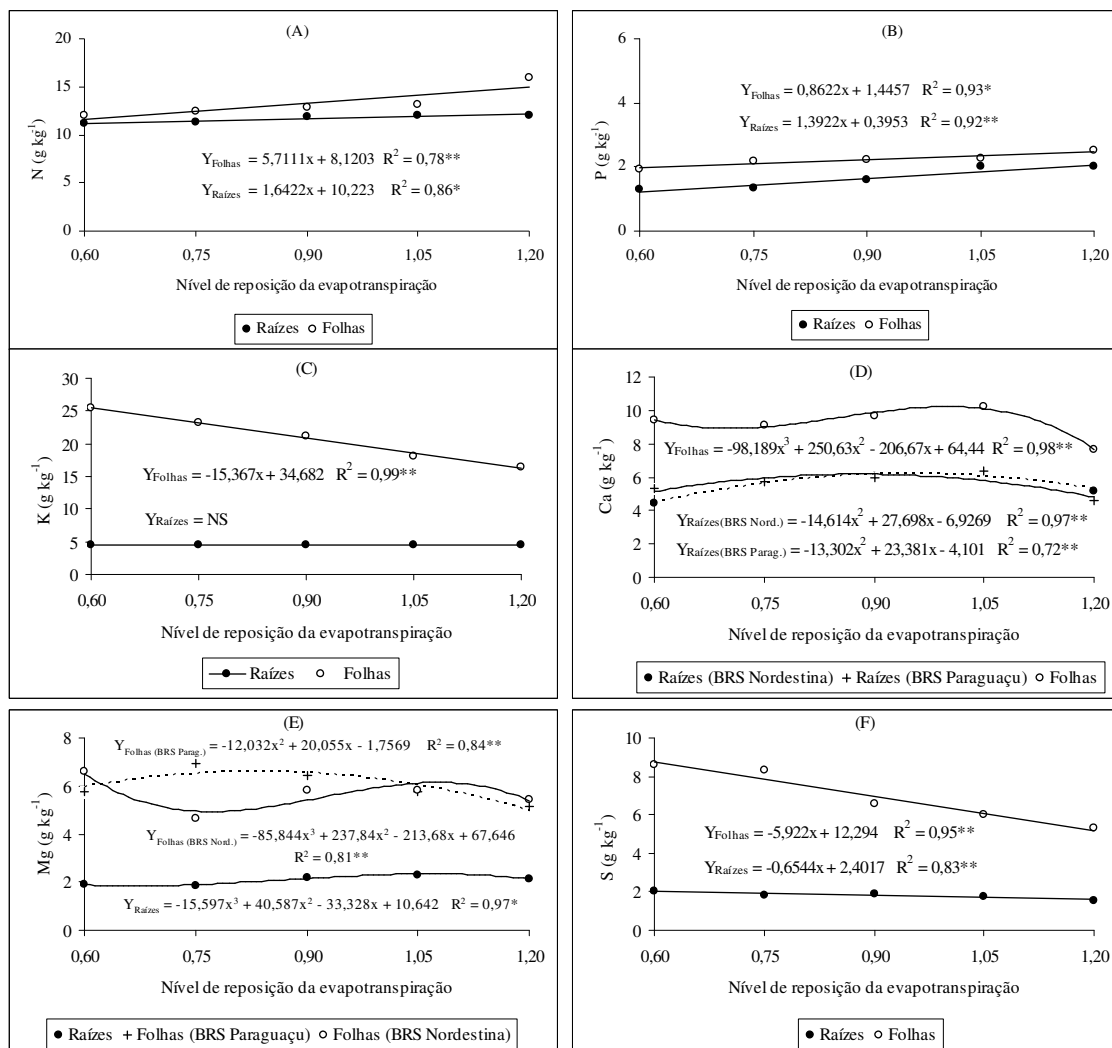 (A)
20
15
10
5
0
N (g kg⁻¹)
Y_Folhas = 5,7111x + 8,1203 R² = 0,78**
Y_Raízes = 1,6422x + 10,223 R² = 0,86*
0,60 0,75 0,90 1,05 1,20
Nível de reposição da evapotranspiração
● Raízes ○ Folhas
(B)
6
4
2
0
P (g kg⁻¹)
Y_Folhas = 0,8622x + 1,4457 R² = 0,93*
Y_Raízes = 1,3922x + 0,3953 R² = 0,92**
0,60 0,75 0,90 1,05 1,20
Nível de reposição da evapotranspiração
● Raízes ○ Folhas
(C)
30
25
20
15
10
5
0
K (g kg⁻¹)
Y_Folhas = -15,367x + 34,682 R² = 0,99**
Y_Raízes = NS
0,60 0,75 0,90 1,05 1,20
Nível de reposição da evapotranspiração
● Raízes ○ Folhas
(D)
12
10
8
6
4
2
0
Ca (g kg⁻¹)
Y_Folhas = -98,189x³ + 250,63x² - 206,67x + 64,44 R² = 0,98**
Y_Raízes(BRS Nord.) = -14,614x² + 27,698x - 6,9269 R² = 0,97**
Y_Raízes(BRS Parag.) = -13,302x² + 23,381x - 4,101 R² = 0,72**
0,60 0,75 0,90 1,05 1,20
Nível de reposição da evapotranspiração
● Raízes (BRS Nordestina) + Raízes (BRS Paraguaçu) ○ Folhas
(E)
8
6
4
2
0
Mg (g kg⁻¹)
Y_Folhas (BRS Parag.) = -12,032x² + 20,055x - 1,7569 R² = 0,84**
Y_Folhas (BRS Nord.) = -85,844x³ + 237,84x² - 213,68x + 67,646
R² = 0,81**
Y_Raízes = -15,597x³ + 40,587x² - 33,328x + 10,642 R² = 0,97*
0,60 0,75 0,90 1,05 1,20
Nível de reposição da evapotranspiração
● Raízes + Folhas (BRS Paraguaçu) ○ Folhas (BRS Nordestina)
(F)
10
8
6
4
2
0
S (g kg⁻¹)
Y_Folhas = -5,922x + 12,294 R² = 0,95**
Y_Raízes = -0,6544x + 2,4017 R² = 0,83**
0,60 0,75 0,90 1,05 1,20
Nível de reposição da evapotranspiração
● Raízes ○ Folhas